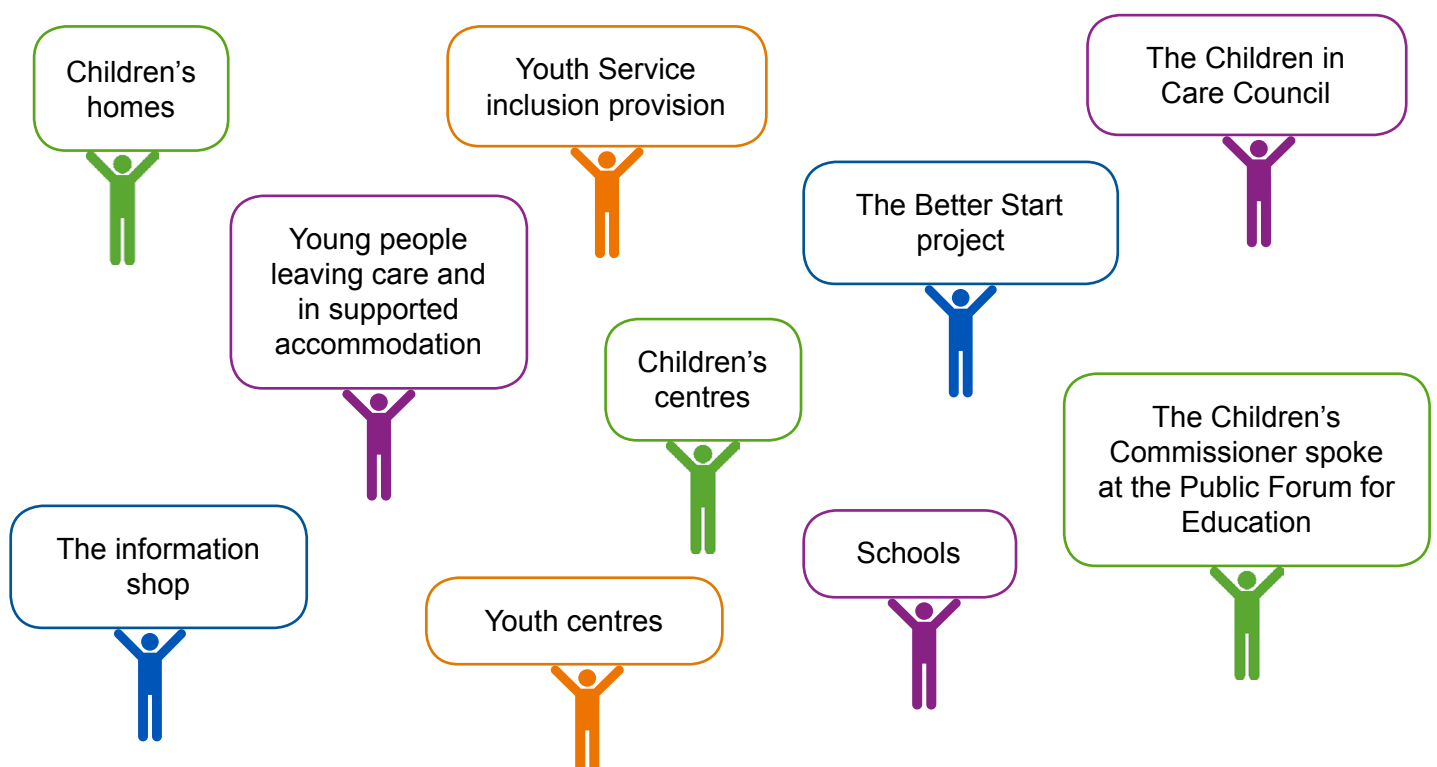 Children’s
homes
Youth Service
inclusion provision
The Children in
Care Council
Young people
leaving care and
in supported
accommodation
The Better Start
project
Children’s
centres
The Children’s
Commissioner spoke
at the Public Forum for
Education
The information
shop
Youth centres
Schools